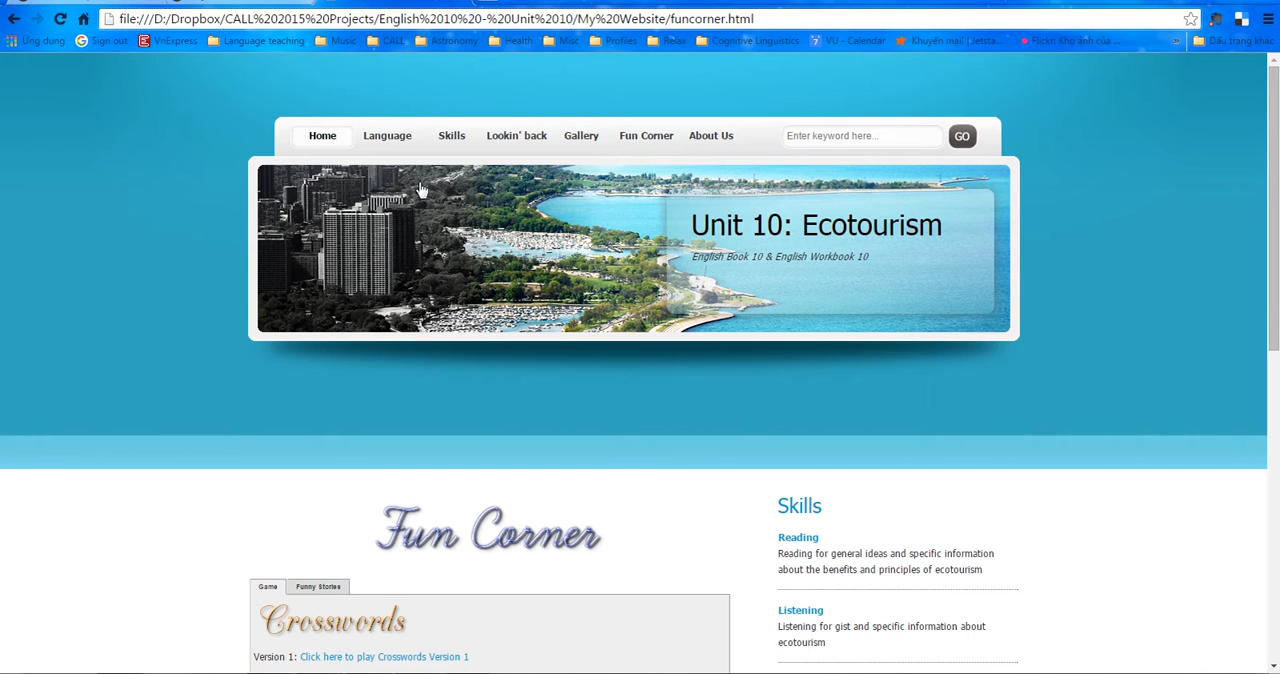 file:///D:/Dropbox/CALL%202015%20Projects/English%2010%20-%20Unit%2010/My%20Website/funcorner.html
Ứng dụng Sign out VnExpress Language teaching Music CALL Astronomy Health Misc Profiles Relax Cognitive Linguistics VU - Calendar Khuyến mại | Jetsta... Flickr: Kho ảnh của ... » Dấu trang khác
Home Language Skills Lookin' back Gallery Fun Corner About Us Enter keyword here... GO
Unit 10: Ecotourism
English Book 10 & English Workbook 10
Fun Corner
Game Funny Stories
Crosswords
Version 1: Click here to play Crosswords Version 1
Skills
Reading
Reading for general ideas and specific information
about the benefits and principles of ecotourism
Listening
Listening for gist and specific information about
ecotourism